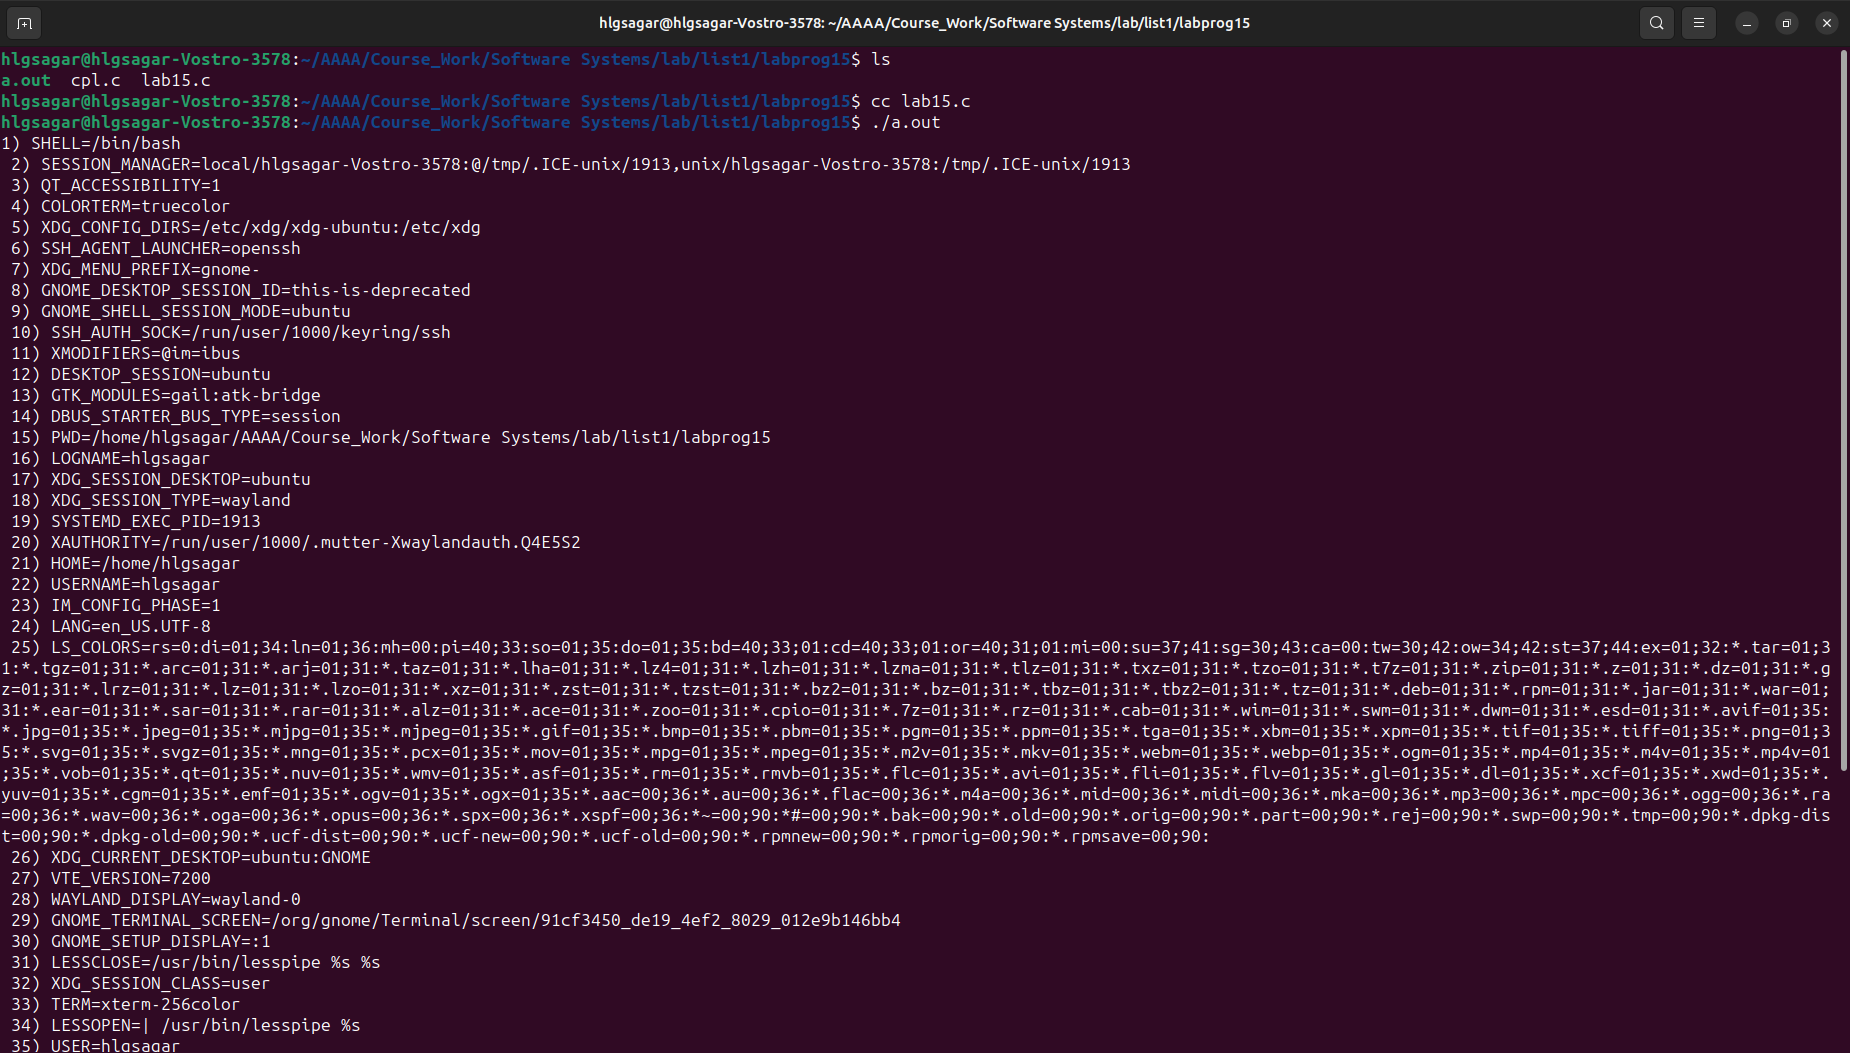 hlgsagar@hlgsagar-Vostro-3578: ~/AAAA/Course_Work/Software Systems/lab/list1/labprog15
hlgsagar@hlgsagar-Vostro-3578:~/AAAA/Course_Work/Software Systems/lab/list1/labprog15$ ls
a.out  cpl.c  lab15.c
hlgsagar@hlgsagar-Vostro-3578:~/AAAA/Course_Work/Software Systems/lab/list1/labprog15$ cc lab15.c
hlgsagar@hlgsagar-Vostro-3578:~/AAAA/Course_Work/Software Systems/lab/list1/labprog15$ ./a.out
1) SHELL=/bin/bash
 2) SESSION_MANAGER=local/hlgsagar-Vostro-3578:@/tmp/.ICE-unix/1913,unix/hlgsagar-Vostro-3578:/tmp/.ICE-unix/1913
 3) QT_ACCESSIBILITY=1
 4) COLORTERM=truecolor
 5) XDG_CONFIG_DIRS=/etc/xdg/xdg-ubuntu:/etc/xdg
 6) SSH_AGENT_LAUNCHER=openssh
 7) XDG_MENU_PREFIX=gnome-
 8) GNOME_DESKTOP_SESSION_ID=this-is-deprecated
 9) GNOME_SHELL_SESSION_MODE=ubuntu
 10) SSH_AUTH_SOCK=/run/user/1000/keyring/ssh
 11) XMODIFIERS=@im=ibus
 12) DESKTOP_SESSION=ubuntu
 13) GTK_MODULES=gail:atk-bridge
 14) DBUS_STARTER_BUS_TYPE=session
 15) PWD=/home/hlgsagar/AAAA/Course_Work/Software Systems/lab/list1/labprog15
 16) LOGNAME=hlgsagar
 17) XDG_SESSION_DESKTOP=ubuntu
 18) XDG_SESSION_TYPE=wayland
 19) SYSTEMD_EXEC_PID=1913
 20) XAUTHORITY=/run/user/1000/.mutter-Xwaylandauth.Q4E5S2
 21) HOME=/home/hlgsagar
 22) USERNAME=hlgsagar
 23) IM_CONFIG_PHASE=1
 24) LANG=en_US.UTF-8
 25) LS_COLORS=rs=0:di=01;34:ln=01;36:mh=00:pi=40;33:so=01;35:do=01;35:bd=40;33;01:cd=40;33;01:or=40;31;01:mi=00:su=37;41:sg=30;43:ca=00:tw=30;42:ow=34;42:st=37;44:ex=01;32:*.tar=01;3
1:*.tgz=01;31:*.arc=01;31:*.arj=01;31:*.taz=01;31:*.lha=01;31:*.lz4=01;31:*.lzh=01;31:*.lzma=01;31:*.tlz=01;31:*.txz=01;31:*.tzo=01;31:*.t7z=01;31:*.zip=01;31:*.z=01;31:*.dz=01;31:*.g
z=01;31:*.lrz=01;31:*.lz=01;31:*.lzo=01;31:*.xz=01;31:*.zst=01;31:*.tzst=01;31:*.bz2=01;31:*.bz=01;31:*.tbz=01;31:*.tbz2=01;31:*.tz=01;31:*.deb=01;31:*.rpm=01;31:*.jar=01;31:*.war=01;
31:*.ear=01;31:*.sar=01;31:*.rar=01;31:*.alz=01;31:*.ace=01;31:*.zoo=01;31:*.cpio=01;31:*.7z=01;31:*.rz=01;31:*.cab=01;31:*.wim=01;31:*.swm=01;31:*.dwm=01;31:*.esd=01;31:*.avif=01;35:
*.jpg=01;35:*.jpeg=01;35:*.mjpg=01;35:*.mjpeg=01;35:*.gif=01;35:*.bmp=01;35:*.pbm=01;35:*.pgm=01;35:*.ppm=01;35:*.tga=01;35:*.xbm=01;35:*.xpm=01;35:*.tif=01;35:*.tiff=01;35:*.png=01;3
5:*.svg=01;35:*.svgz=01;35:*.mng=01;35:*.pcx=01;35:*.mov=01;35:*.mpg=01;35:*.mpeg=01;35:*.m2v=01;35:*.mkv=01;35:*.webm=01;35:*.webp=01;35:*.ogm=01;35:*.mp4=01;35:*.m4v=01;35:*.mp4v=01
;35:*.vob=01;35:*.qt=01;35:*.nuv=01;35:*.wmv=01;35:*.asf=01;35:*.rm=01;35:*.rmvb=01;35:*.flc=01;35:*.avi=01;35:*.fli=01;35:*.flv=01;35:*.gl=01;35:*.dl=01;35:*.xcf=01;35:*.xwd=01;35:*.
yuv=01;35:*.cgm=01;35:*.emf=01;35:*.ogv=01;35:*.ogx=01;35:*.aac=00;36:*.au=00;36:*.flac=00;36:*.m4a=00;36:*.mid=00;36:*.midi=00;36:*.mka=00;36:*.mp3=00;36:*.mpc=00;36:*.ogg=00;36:*.ra
=00;36:*.wav=00;36:*.oga=00;36:*.opus=00;36:*.spx=00;36:*.xspf=00;36:*~=00;90:*#=00;90:*.bak=00;90:*.old=00;90:*.orig=00;90:*.part=00;90:*.rej=00;90:*.swp=00;90:*.tmp=00;90:*.dpkg-dis
t=00;90:*.dpkg-old=00;90:*.ucf-dist=00;90:*.ucf-new=00;90:*.ucf-old=00;90:*.rpmnew=00;90:*.rpmorig=00;90:*.rpmsave=00;90:
 26) XDG_CURRENT_DESKTOP=ubuntu:GNOME
 27) VTE_VERSION=7200
 28) WAYLAND_DISPLAY=wayland-0
 29) GNOME_TERMINAL_SCREEN=/org/gnome/Terminal/screen/91cf3450_de19_4ef2_8029_012e9b146bb4
 30) GNOME_SETUP_DISPLAY=:1
 31) LESSCLOSE=/usr/bin/lesspipe %s %s
 32) XDG_SESSION_CLASS=user
 33) TERM=xterm-256color
 34) LESSOPEN=| /usr/bin/lesspipe %s
 35) USER=hlgsagar